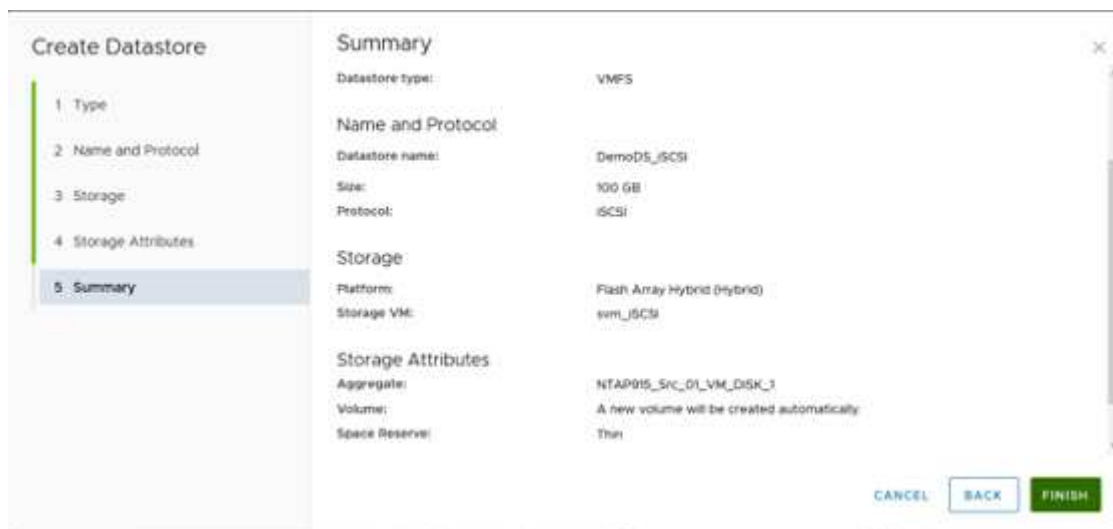 Create Datastore
1 Type
2 Name and Protocol
3 Storage
4 Storage Attributes
5 Summary
Summary
Datastore type: VMFS
Name and Protocol
Datastore name: DemoDS_iSCSI
Size: 100 GB
Protocol: iSCSI
Storage
Platform: Flash Array Hybrid (Hybrid)
Storage VM: svm_iSCSI
Storage Attributes
Aggregate: NTAP915_Src_01_VM_DISK_1
Volume: A new volume will be created automatically
Space Reserve: Thin
CANCEL BACK FINISH